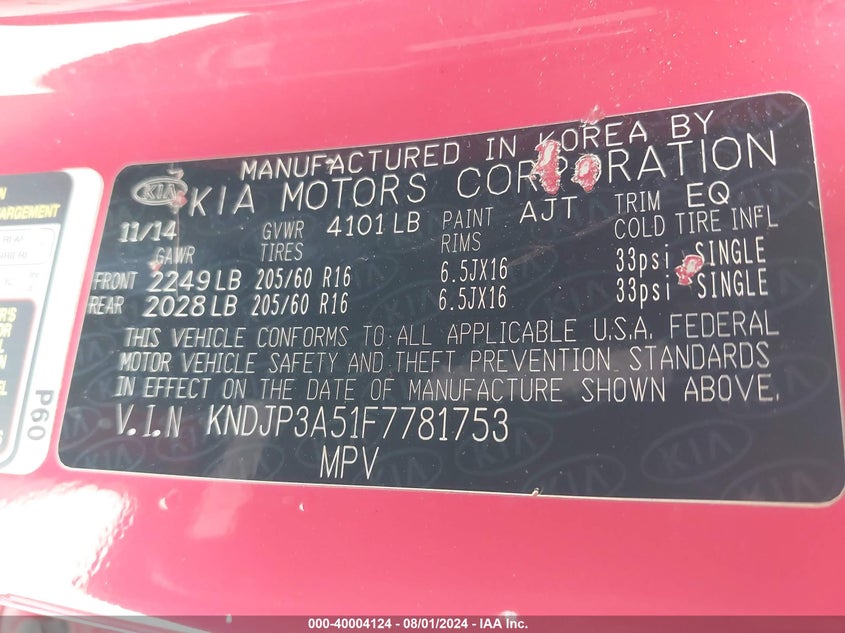 MANUFACTURED IN KOREA BY
KIA KIA MOTORS CORPORATION
11/14 GVWR 4101 LB PAINT AJT TRIM EQ
GAWR TIRES RIMS COLD TIRE INFL
FRONT 2249 LB 205/60 R16 6.5JX16 33psi SINGLE
REAR 2028 LB 205/60 R16 6.5JX16 33psi SINGLE
THIS VEHICLE CONFORMS TO ALL APPLICABLE U.S.A. FEDERAL
MOTOR VEHICLE SAFETY AND THEFT PREVENTION STANDARDS
IN EFFECT ON THE DATE OF MANUFACTURE SHOWN ABOVE.
V.I.N KNDJP3A51F7781753
MPV
P60
000-40004124 - 08/01/2024 - IAA Inc.